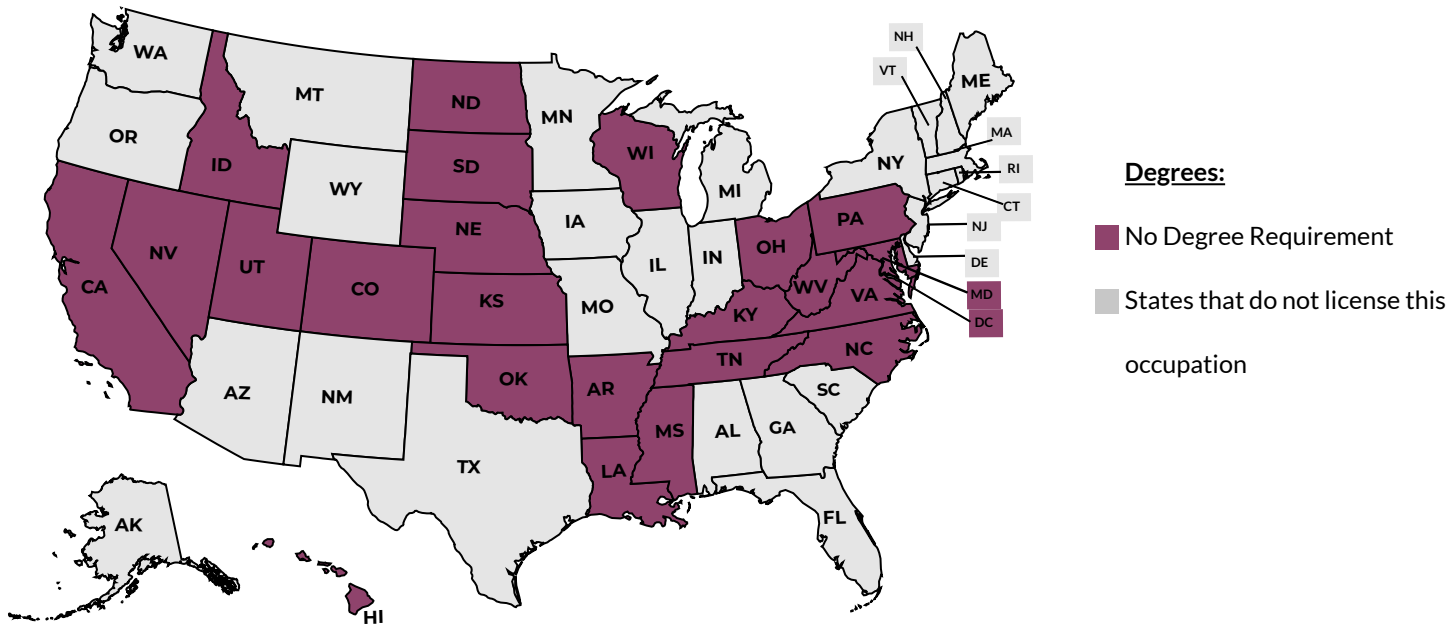 NH
WA
VT
ME
MT
ND
MN
OR
MA
ID
WI
NY
SD
RI
WY
MI
CT
IA
PA
NE
NJ
NV
OH
IL
IN
UT
DE
CA
CO
WV
MD
VA
KS
MO
KY
DC
NC
TN
OK
AR
SC
AZ
NM
MS
AL
GA
TX
LA
FL
AK
HI
Degrees:
No Degree Requirement
States that do not license this
occupation